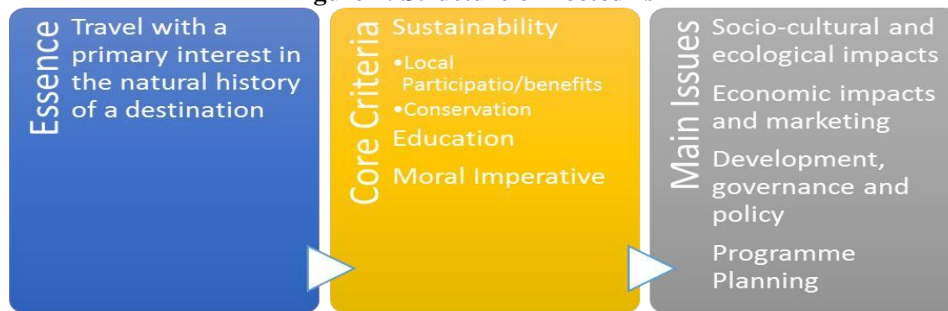 Essence
Travel with a
primary interest in
the natural history
of a destination
Core Criteria
Sustainability
•Local
Participatio/benefits
•Conservation
Education
Moral Imperative
Main Issues
Socio-cultural and
ecological impacts
Economic impacts
and marketing
Development,
governance and
policy
Programme
Planning